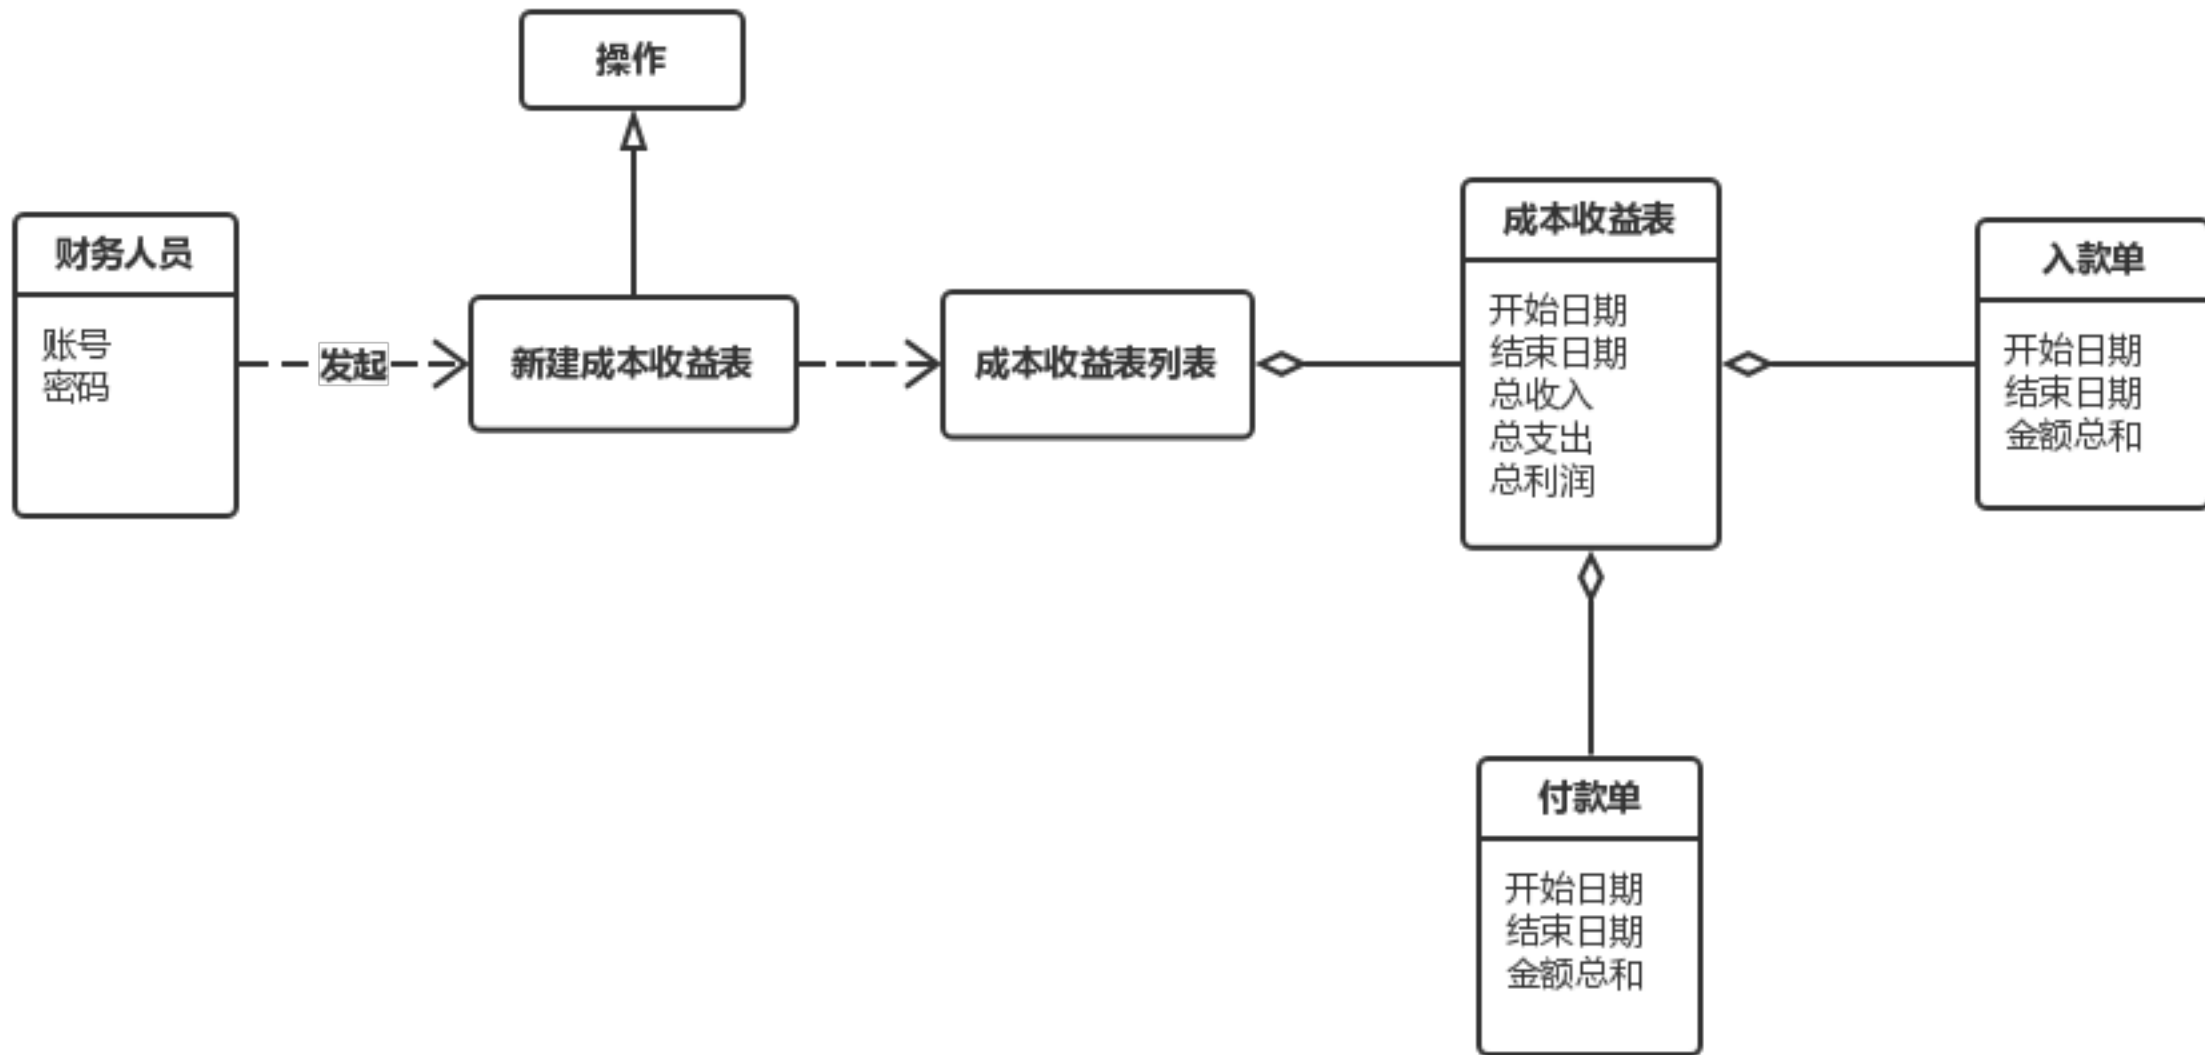 操作
财务人员
账号
密码
发起
新建成本收益表
成本收益表列表
成本收益表
开始日期
结束日期
总收入
总支出
总利润
入款单
开始日期
结束日期
金额总和
付款单
开始日期
结束日期
金额总和